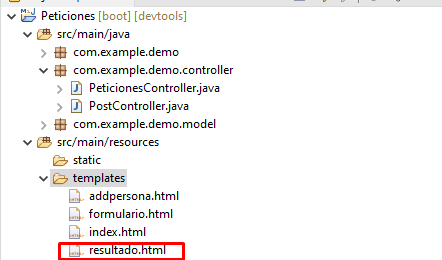 Peticiones [boot] [devtools]
src/main/java
com.example.demo
com.example.demo.controller
PeticionesController.java
PostController.java
com.example.demo.model
src/main/resources
static
templates
addpersona.html
formulario.html
index.html
resultado.html